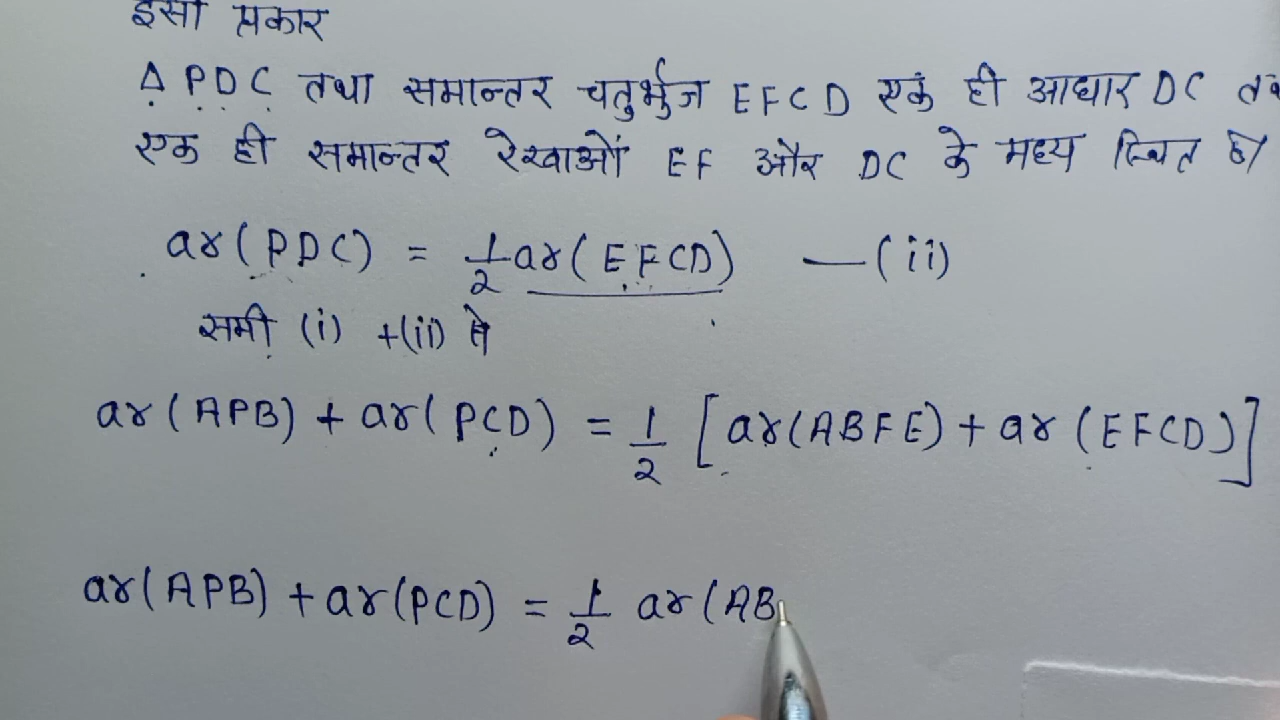 इसी प्रकार
Δ PDC तथा समान्तर चतुर्भुज EFCD एक ही आधार DC
एक ही समान्तर रेखाओं EF और DC के मध्य स्थित है।
ar(PDC) = 1/2 ar(EFCD) —(ii)
समी (i) +(ii) से
ar(APB) + ar(PCD) = 1/2 [ar(ABFE) + ar(EFCD)]
ar(APB) + ar(PCD) = 1/2 ar(AB